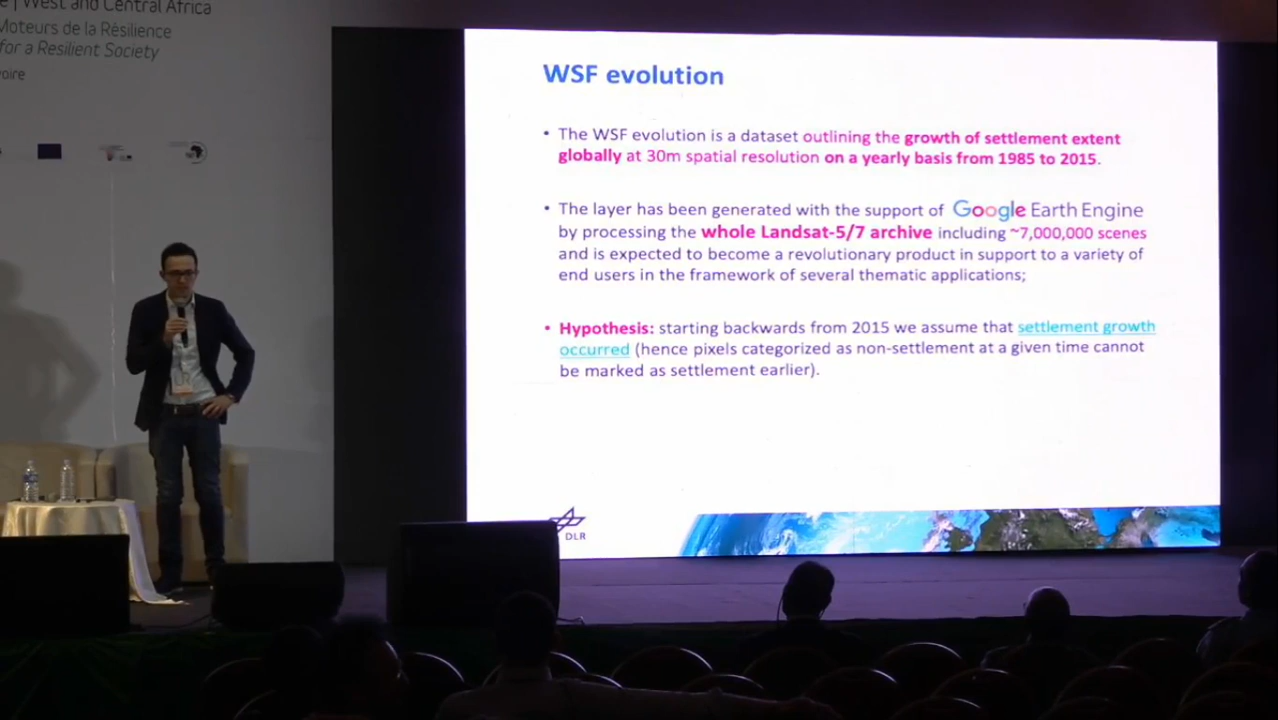 e | West and Central Africa
Moteurs de la Résilience
for a Resilient Society
voire
WSF evolution
• The WSF evolution is a dataset outlining the growth of settlement extent
globally at 30m spatial resolution on a yearly basis from 1985 to 2015.
• The layer has been generated with the support of Google Earth Engine
by processing the whole Landsat-5/7 archive including ~7,000,000 scenes
and is expected to become a revolutionary product in support to a variety of
end users in the framework of several thematic applications;
• Hypothesis: starting backwards from 2015 we assume that settlement growth
occurred (hence pixels categorized as non-settlement at a given time cannot
be marked as settlement earlier).
DLR